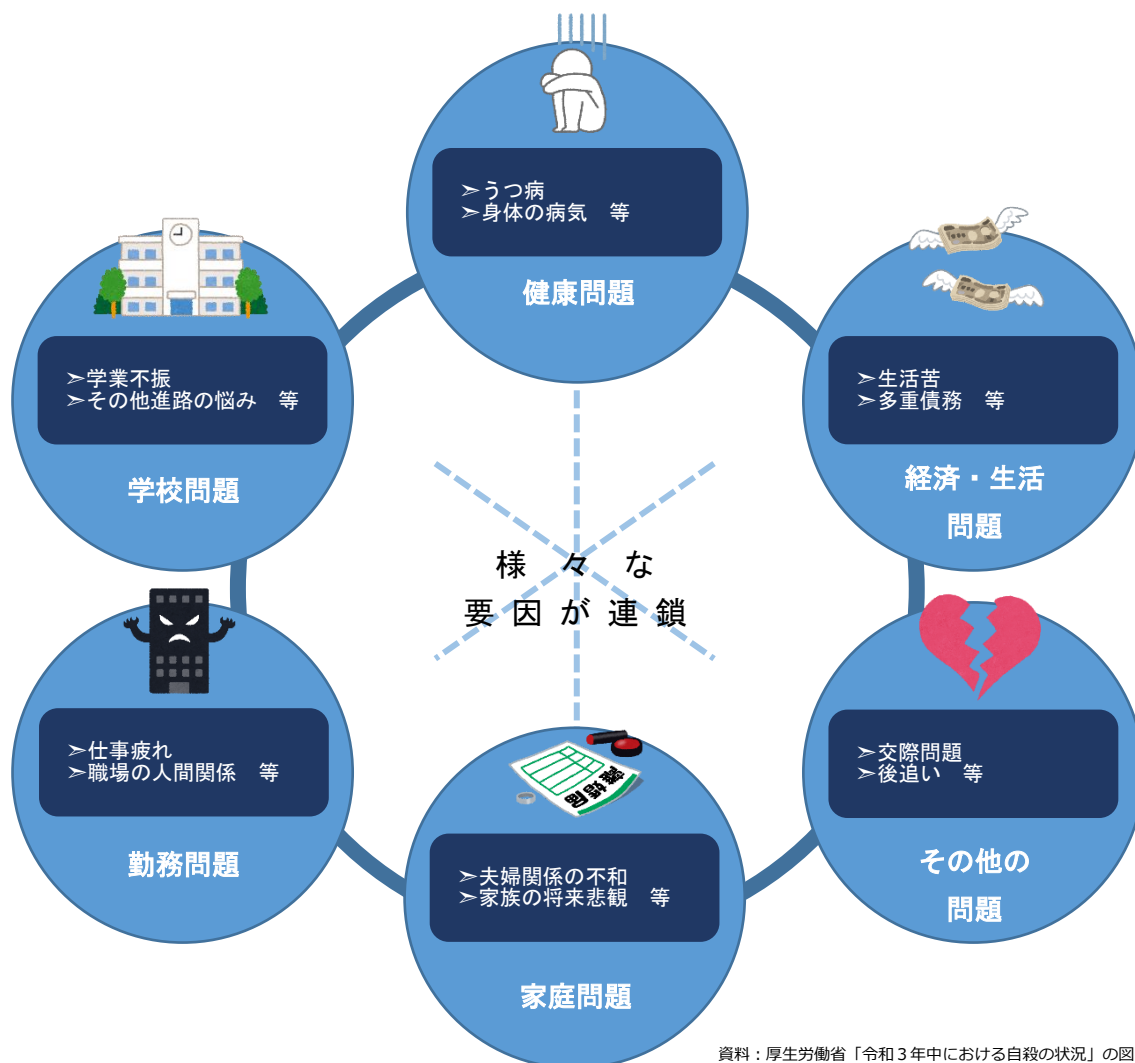 ➢うつ病
➢身体の病気　等
健康問題
➢生活苦
➢多重債務　等
経済・生活
問題
➢交際問題
➢後追い　等
その他の
問題
離婚届
➢夫婦関係の不和
➢家族の将来悲観　等
家庭問題
➢仕事疲れ
➢職場の人間関係　等
勤務問題
➢学業不振
➢その他進路の悩み　等
学校問題
様々な
要因が連鎖
資料：厚生労働省「令和３年中における自殺の状況」の図